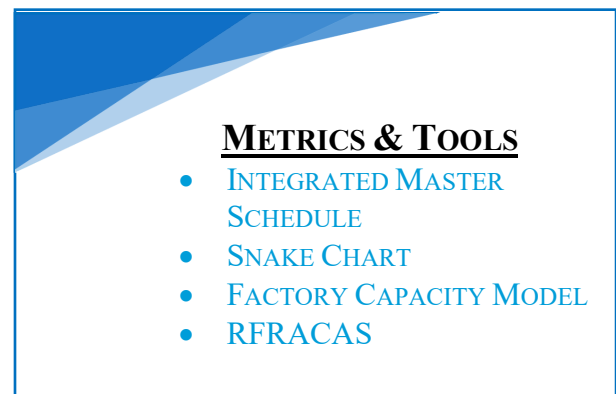 METRICS & TOOLS
• INTEGRATED MASTER
SCHEDULE
• SNAKE CHART
• FACTORY CAPACITY MODEL
• RFRACAS